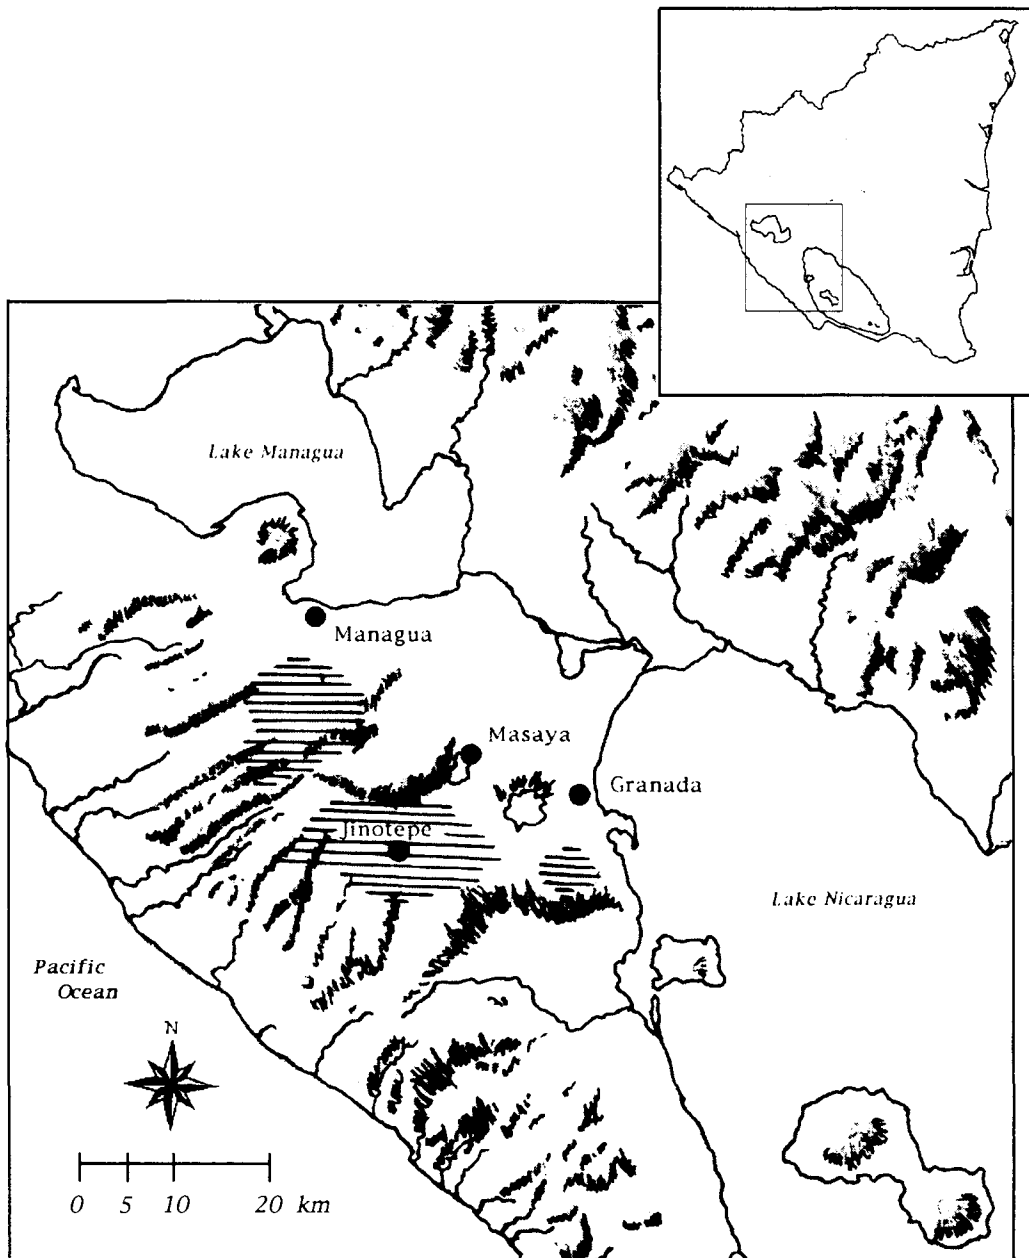 Lake Managua
Managua
Masaya
Granada
Jinotepe
Lake Nicaragua
Pacific
Ocean
N
0 5 10 20 km